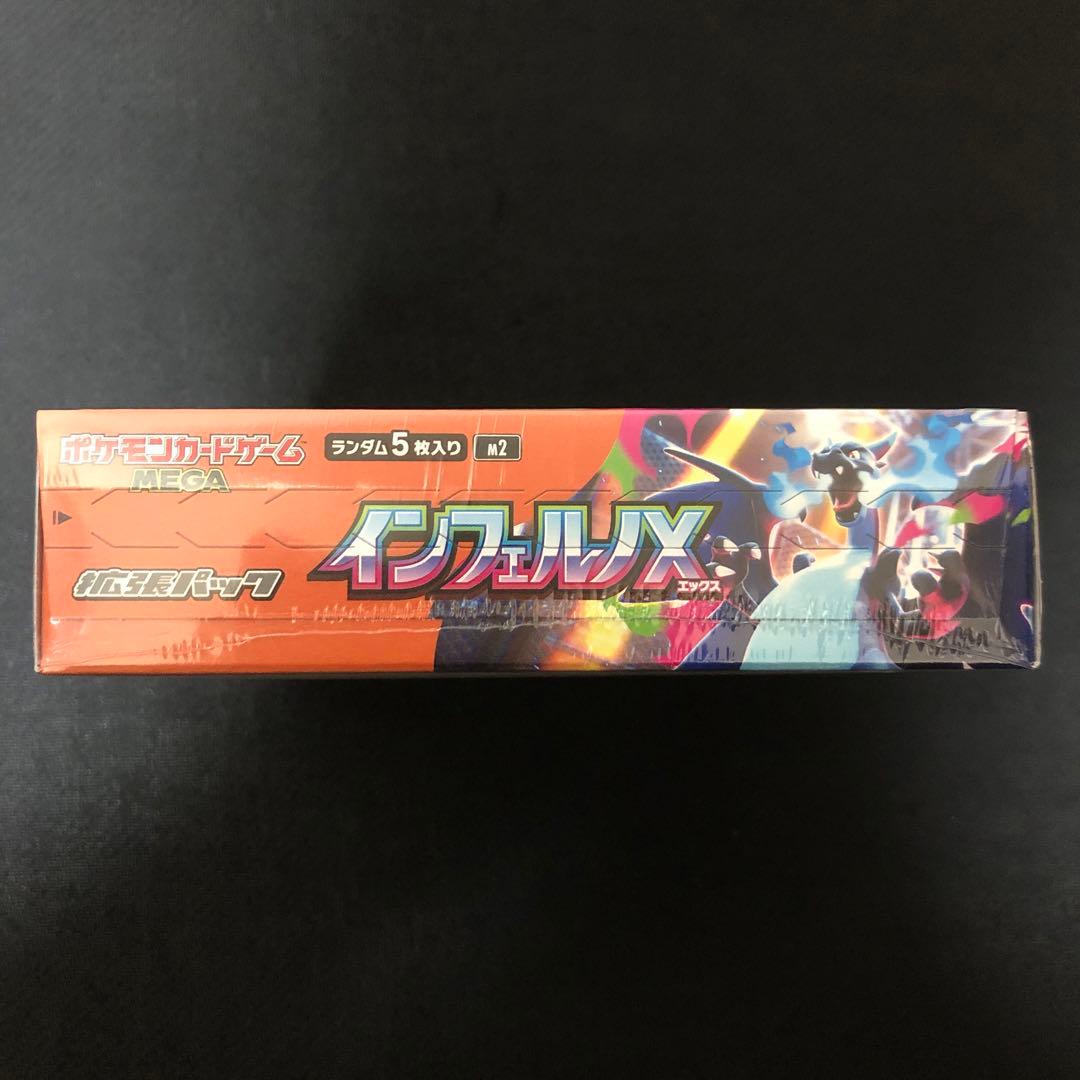 ポケモンカードゲーム
MEGA
ランダム5枚入り
M2
インフェルノX
エックス
拡張パック